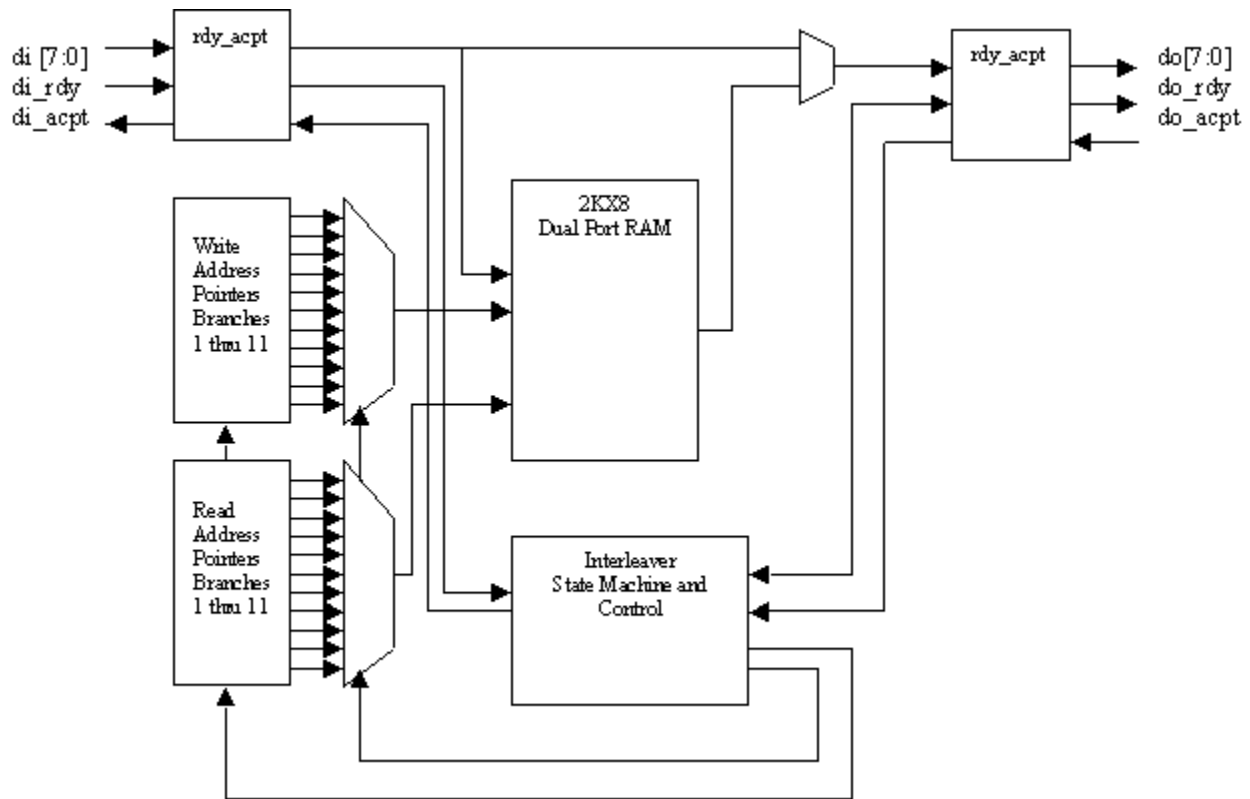 rdy_acpt
di [7:0]
di_rdy
di_acpt
rdy_acpt
do[7:0]
do_rdy
do_acpt
2KX8
Dual Port RAM
Write
Address
Pointers
Branches
1 thru 11
Read
Address
Pointers
Branches
1 thru 11
Interleaver
State Machine and
Control